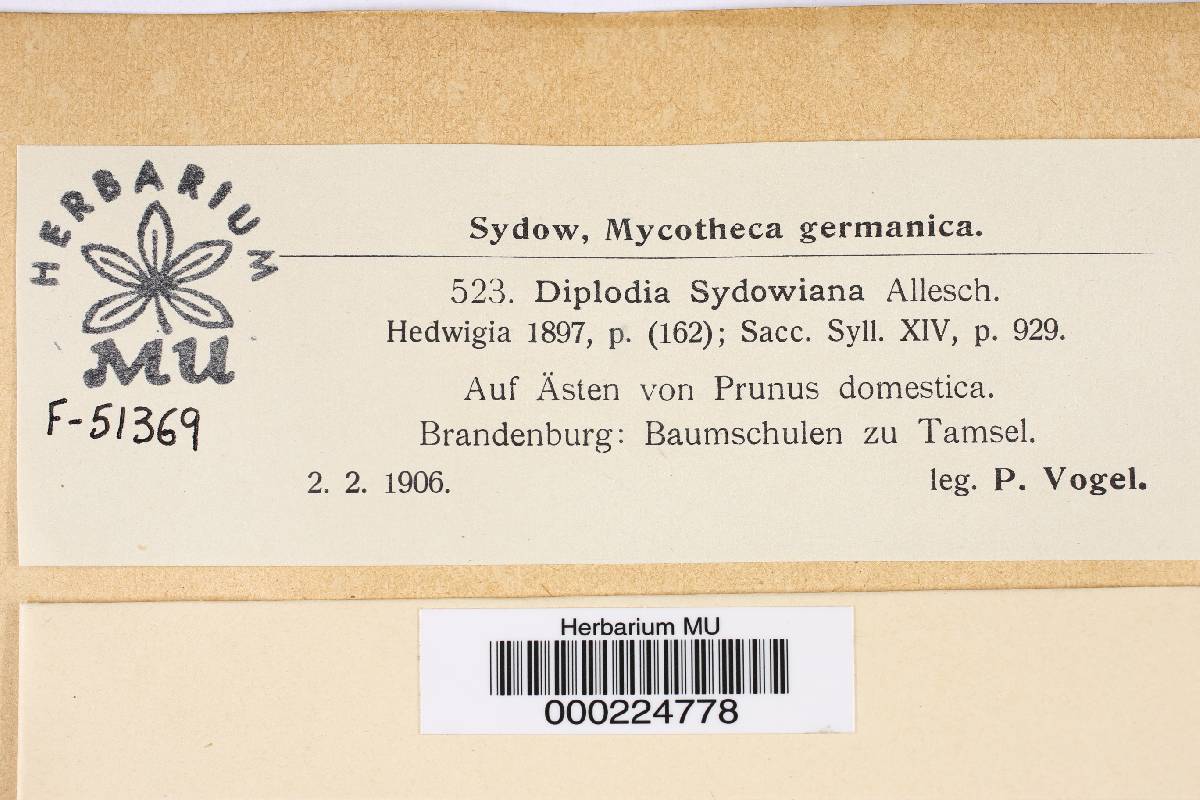 HERBARIUM
MU
F-51369
Sydow, Mycotheca germanica.
523. Diplodia Sydowiana Allesch.
Hedwigia 1897, p. (162); Sacc. Syll. XIV, p. 929.
Auf Ästen von Prunus domestica.
Brandenburg: Baumschulen zu Tamsel.
2. 2. 1906. leg. P. Vogel.
Herbarium MU
000224778